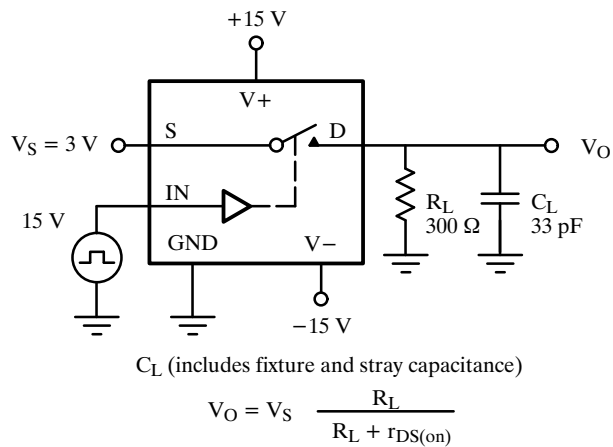 +15 V
V+
S
D
V_S = 3 V
V_O
IN
15 V
R_L
300 Ω
C_L
33 pF
GND
V−
−15 V
C_L (includes fixture and stray capacitance)
V_O = V_S R_L / R_L + r_DS(on)